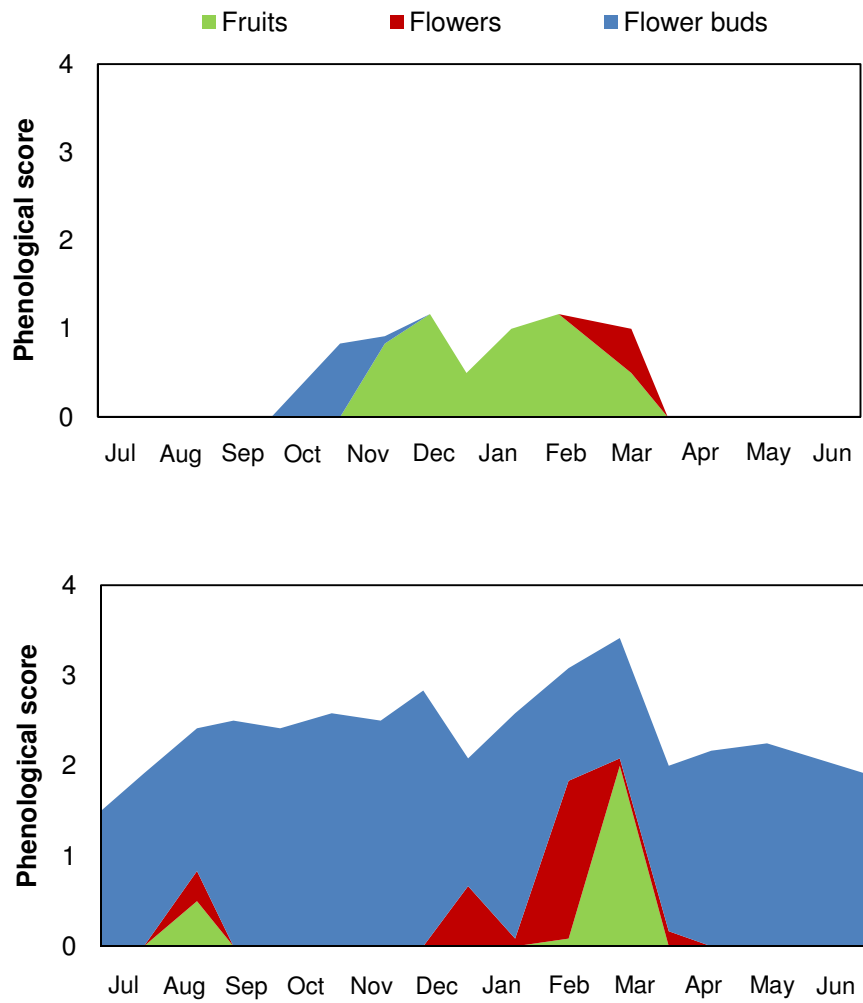 Fruits Flowers Flower buds
Phenological score
4
3
2
1
0
Jul Aug Sep Oct Nov Dec Jan Feb Mar Apr May Jun
Phenological score
4
3
2
1
0
Jul Aug Sep Oct Nov Dec Jan Feb Mar Apr May Jun